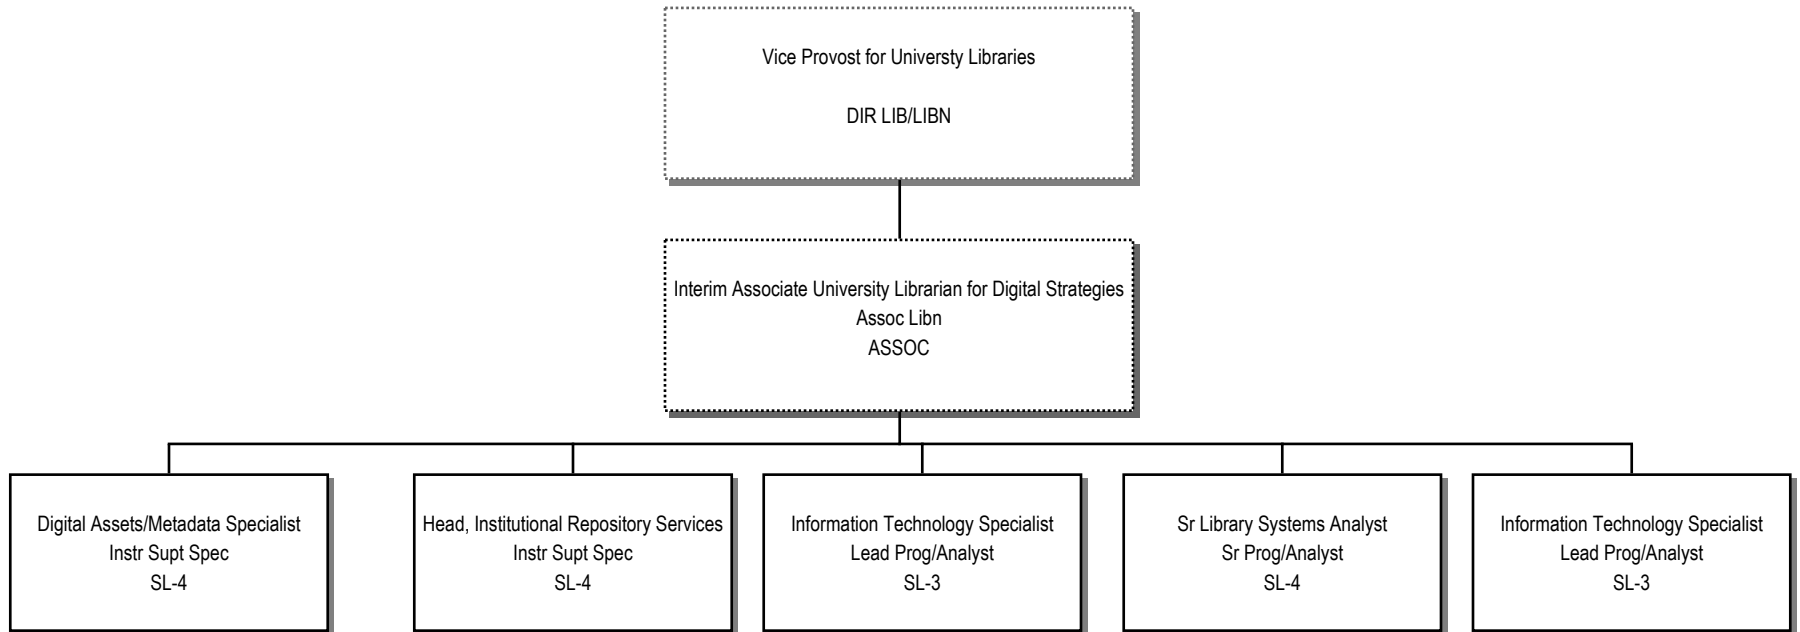 Vice Provost for Universty Libraries
DIR LIB/LIBN
Interim Associate University Librarian for Digital Strategies
Assoc Libn
ASSOC
Digital Assets/Metadata Specialist
Instr Supt Spec
SL-4
Head, Institutional Repository Services
Instr Supt Spec
SL-4
Information Technology Specialist
Lead Prog/Analyst
SL-3
Sr Library Systems Analyst
Sr Prog/Analyst
SL-4
Information Technology Specialist
Lead Prog/Analyst
SL-3